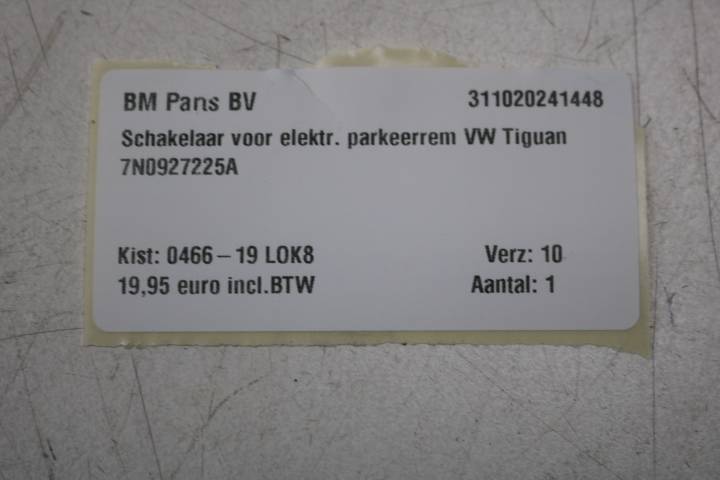 BM Pans BV 311020241448
Schakelaar voor elektr. parkeerrem VW Tiguan
7N0927225A
Kist: 0466 – 19 LOK8 Verz: 10
19,95 euro incl.BTW Aantal: 1